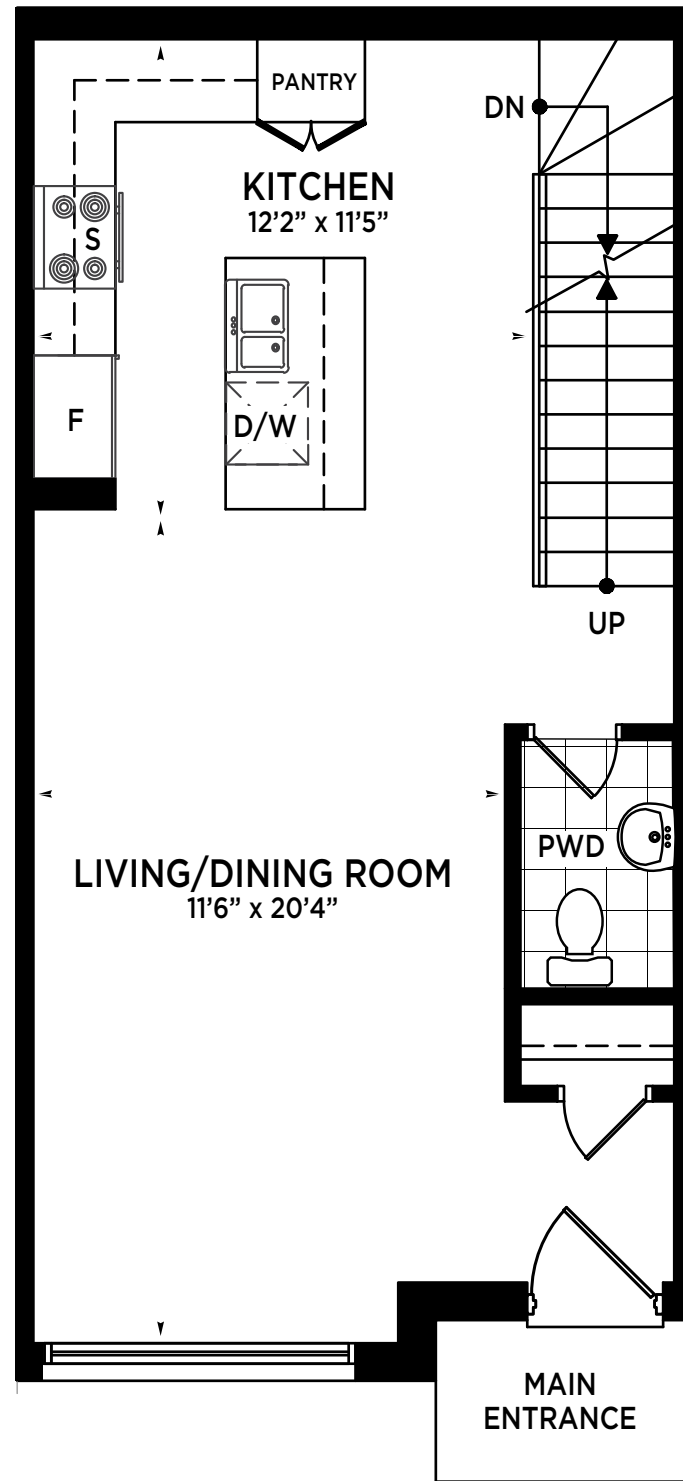 PANTRY
DN
KITCHEN
12’2” x 11’5”
S
F
D/W
UP
PWD
LIVING/DINING ROOM
11’6” x 20’4”
MAIN
ENTRANCE